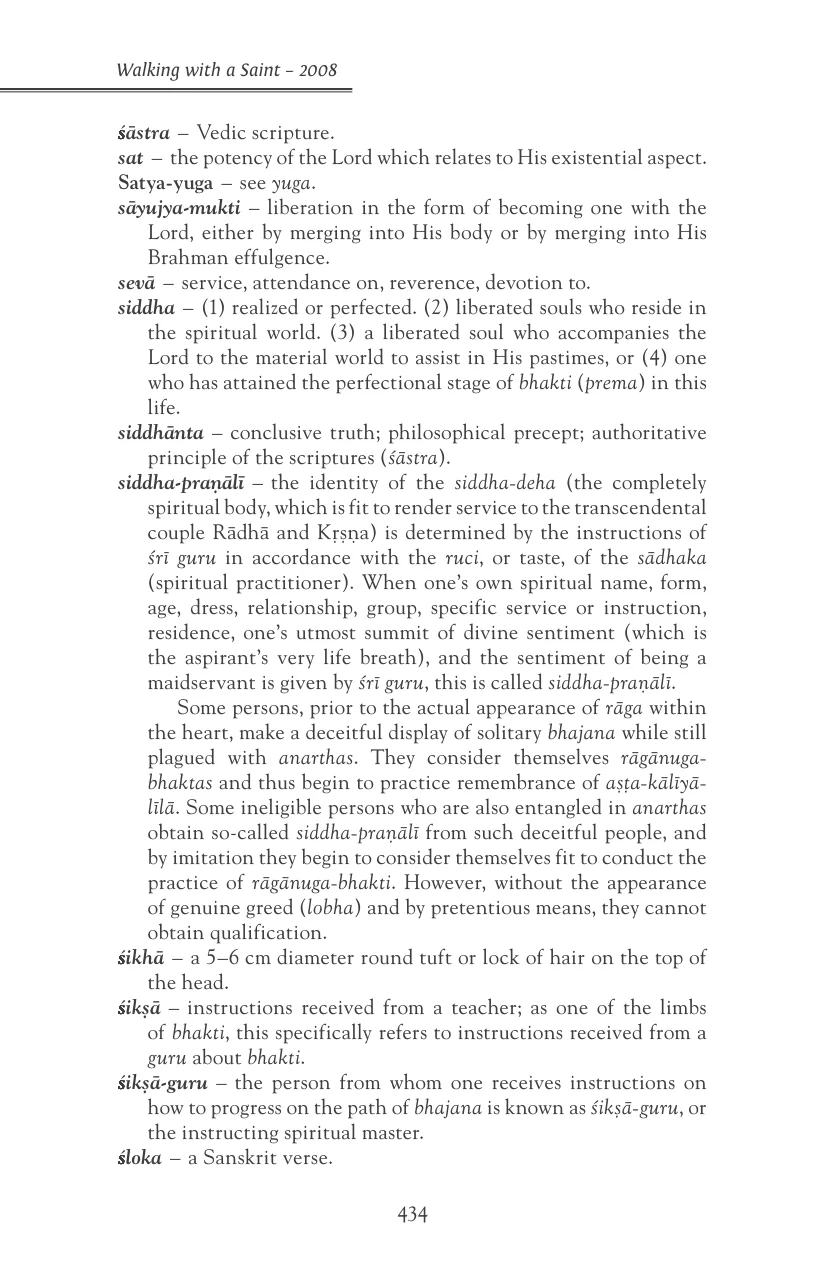 Walking with a Saint – 2008
śāstra – Vedic scripture.
sat – the potency of the Lord which relates to His existential aspect.
Satya-yuga – see yuga.
sāyujya-mukti – liberation in the form of becoming one with the
Lord, either by merging into His body or by merging into His
Brahman effulgence.
sevā – service, attendance on, reverence, devotion to.
siddha – (1) realized or perfected. (2) liberated souls who reside in
the spiritual world. (3) a liberated soul who accompanies the
Lord to the material world to assist in His pastimes, or (4) one
who has attained the perfectional stage of bhakti (prema) in this
life.
siddhānta – conclusive truth; philosophical precept; authoritative
principle of the scriptures (śāstra).
siddha-praṇālī – the identity of the siddha-deha (the completely
spiritual body, which is fit to render service to the transcendental
couple Rādhā and Kṛṣṇa) is determined by the instructions of
śrī guru in accordance with the ruci, or taste, of the sādhaka
(spiritual practitioner). When one’s own spiritual name, form,
age, dress, relationship, group, specific service or instruction,
residence, one’s utmost summit of divine sentiment (which is
the aspirant’s very life breath), and the sentiment of being a
maidservant is given by śrī guru, this is called siddha-praṇālī.
Some persons, prior to the actual appearance of rāga within
the heart, make a deceitful display of solitary bhajana while still
plagued with anarthas. They consider themselves rāgānuga-
bhaktas and thus begin to practice remembrance of aṣṭa-kālīyā-
līlā. Some ineligible persons who are also entangled in anarthas
obtain so-called siddha-praṇālī from such deceitful people, and
by imitation they begin to consider themselves fit to conduct the
practice of rāgānuga-bhakti. However, without the appearance
of genuine greed (lobha) and by pretentious means, they cannot
obtain qualification.
śikhā – a 5–6 cm diameter round tuft or lock of hair on the top of
the head.
śikṣā – instructions received from a teacher; as one of the limbs
of bhakti, this specifically refers to instructions received from a
guru about bhakti.
śikṣā-guru – the person from whom one receives instructions on
how to progress on the path of bhajana is known as śikṣā-guru, or
the instructing spiritual master.
śloka – a Sanskrit verse.
434